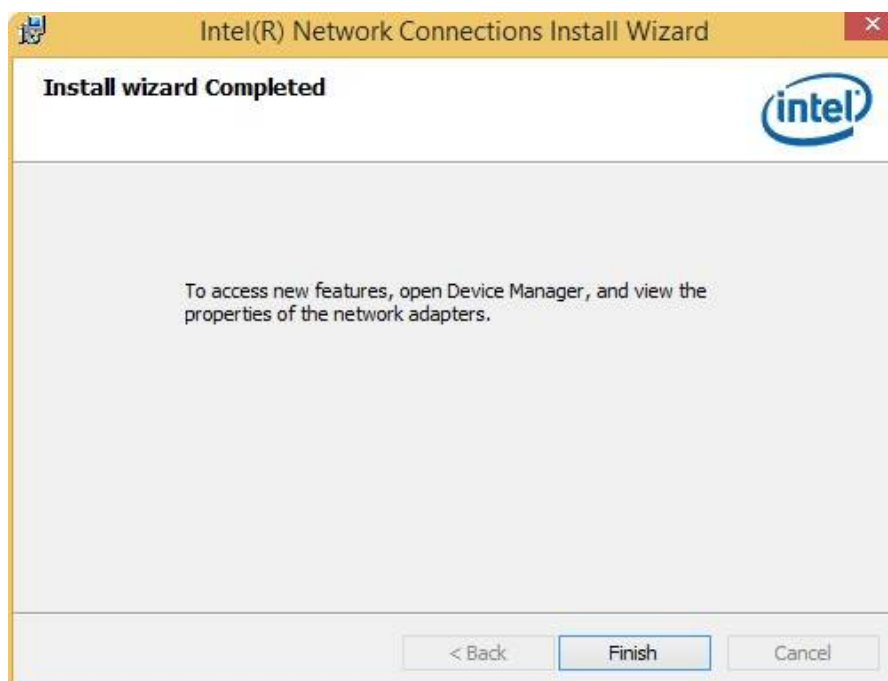 Intel(R) Network Connections Install Wizard
Install wizard Completed
intel
To access new features, open Device Manager, and view the
properties of the network adapters.
< Back
Finish
Cancel